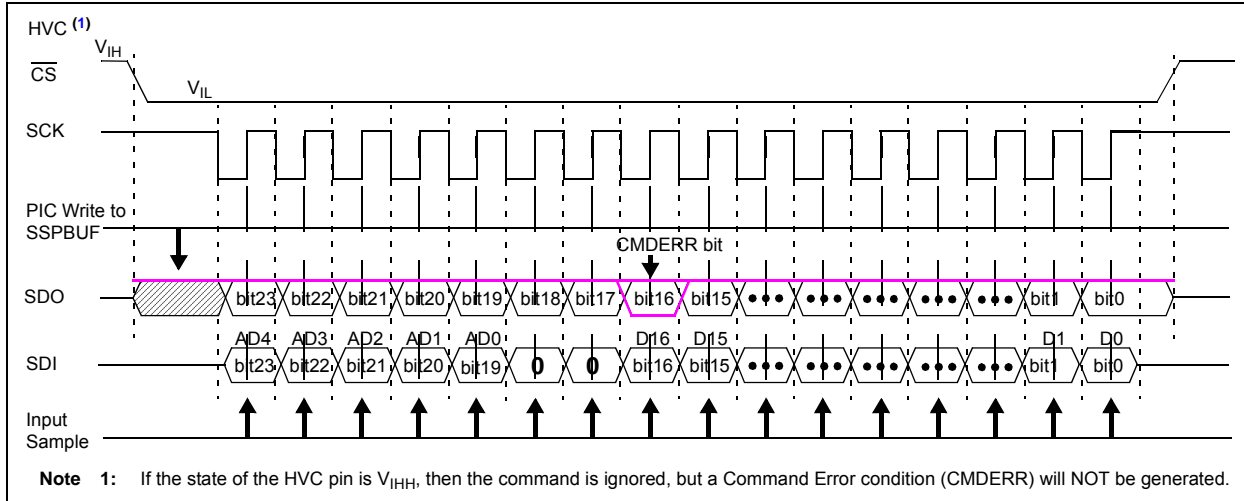 HVC (1)
VIH
CS
VIL
SCK
PIC Write to
SSPBUF
CMDERR bit
SDO bit23 bit22 bit21 bit20 bit19 bit18 bit17 bit16 bit15 ••• ••• ••• ••• ••• bit1 bit0
AD4 AD3 AD2 AD1 AD0 D16 D15 D1 D0
SDI bit23 bit22 bit21 bit20 bit19 0 0 bit16 bit15 ••• ••• ••• ••• ••• bit1 bit0
Input
Sample
Note 1: If the state of the HVC pin is VIHH, then the command is ignored, but a Command Error condition (CMDERR) will NOT be generated.